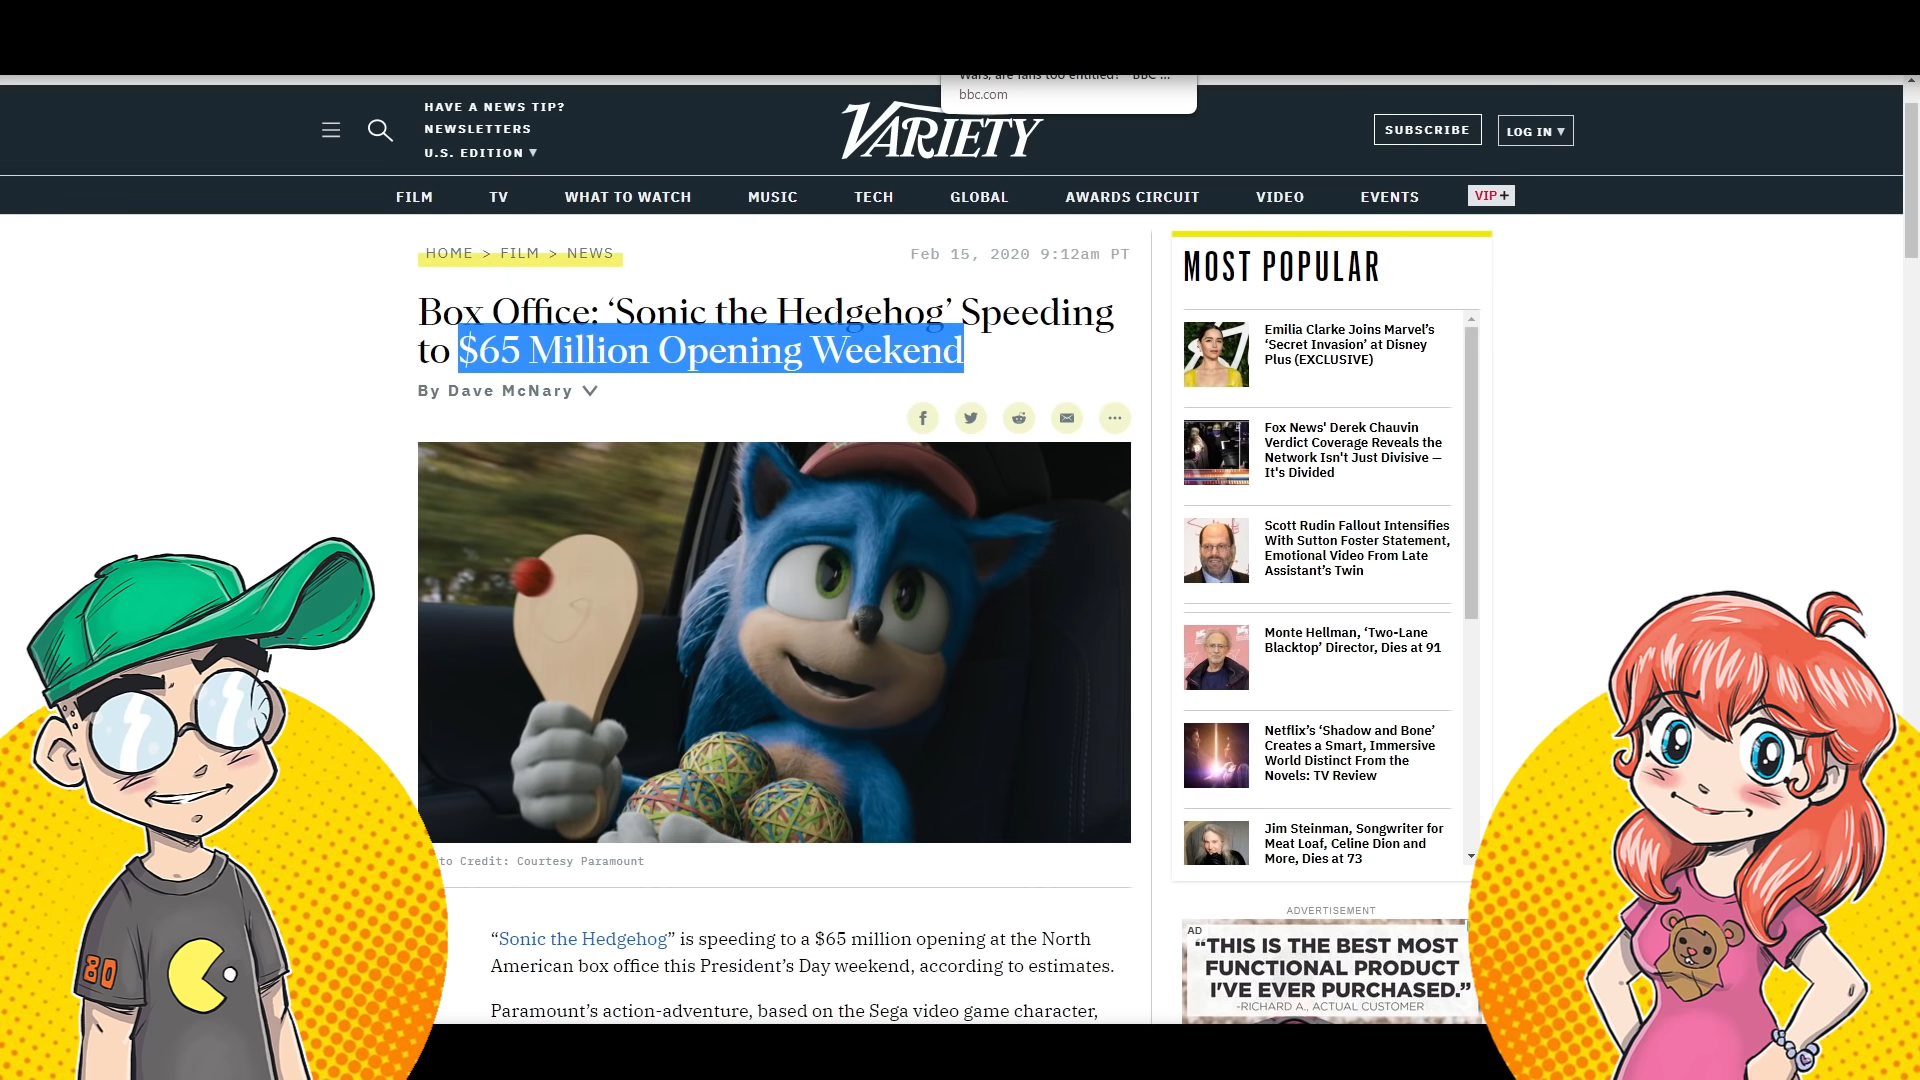 Wars, are fans too entitled? - BBC ...
bbc.com
HAVE A NEWS TIP?
NEWSLETTERS
U.S. EDITION ▼
VARIETY
SUBSCRIBE
LOG IN ▼
FILM TV WHAT TO WATCH MUSIC TECH GLOBAL AWARDS CIRCUIT VIDEO EVENTS VIP+
HOME > FILM > NEWS
Feb 15, 2020 9:12am PT
Box Office: ‘Sonic the Hedgehog’ Speeding
to $65 Million Opening Weekend
By Dave McNary
to Credit: Courtesy Paramount
“Sonic the Hedgehog” is speeding to a $65 million opening at the North
American box office this President’s Day weekend, according to estimates.
Paramount’s action-adventure, based on the Sega video game character,
MOST POPULAR
Emilia Clarke Joins Marvel’s
‘Secret Invasion’ at Disney
Plus (EXCLUSIVE)
Fox News' Derek Chauvin
Verdict Coverage Reveals the
Network Isn't Just Divisive —
It's Divided
Scott Rudin Fallout Intensifies
With Sutton Foster Statement,
Emotional Video From Late
Assistant’s Twin
Monte Hellman, ‘Two-Lane
Blacktop’ Director, Dies at 91
Netflix’s ‘Shadow and Bone’
Creates a Smart, Immersive
World Distinct From the
Novels: TV Review
Jim Steinman, Songwriter for
Meat Loaf, Celine Dion and
More, Dies at 73
ADVERTISEMENT
AD
“THIS IS THE BEST MOST
FUNCTIONAL PRODUCT
I'VE EVER PURCHASED.”
-RICHARD A., ACTUAL CUSTOMER
80